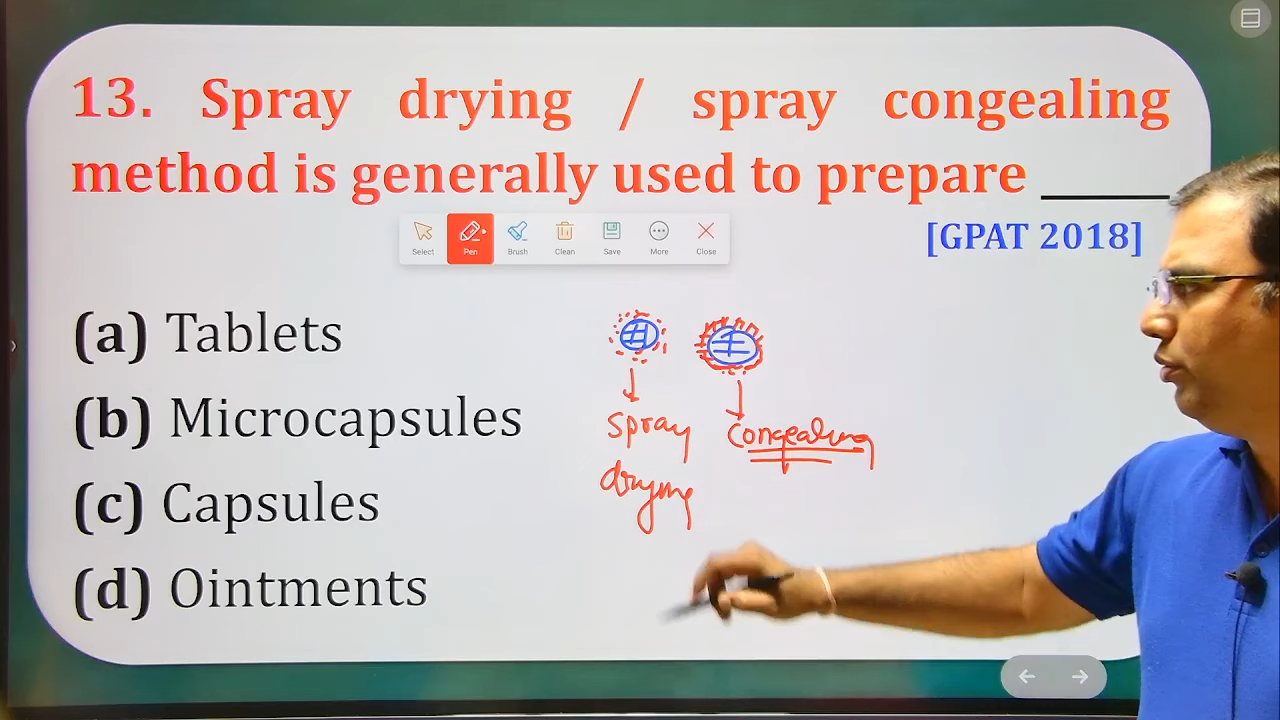 13. Spray drying / spray congealing
method is generally used to prepare ______
[GPAT 2018]
Select Pen Brush Clean Save More Close
(a) Tablets
(b) Microcapsules
(c) Capsules
(d) Ointments
spray
drying
congealing